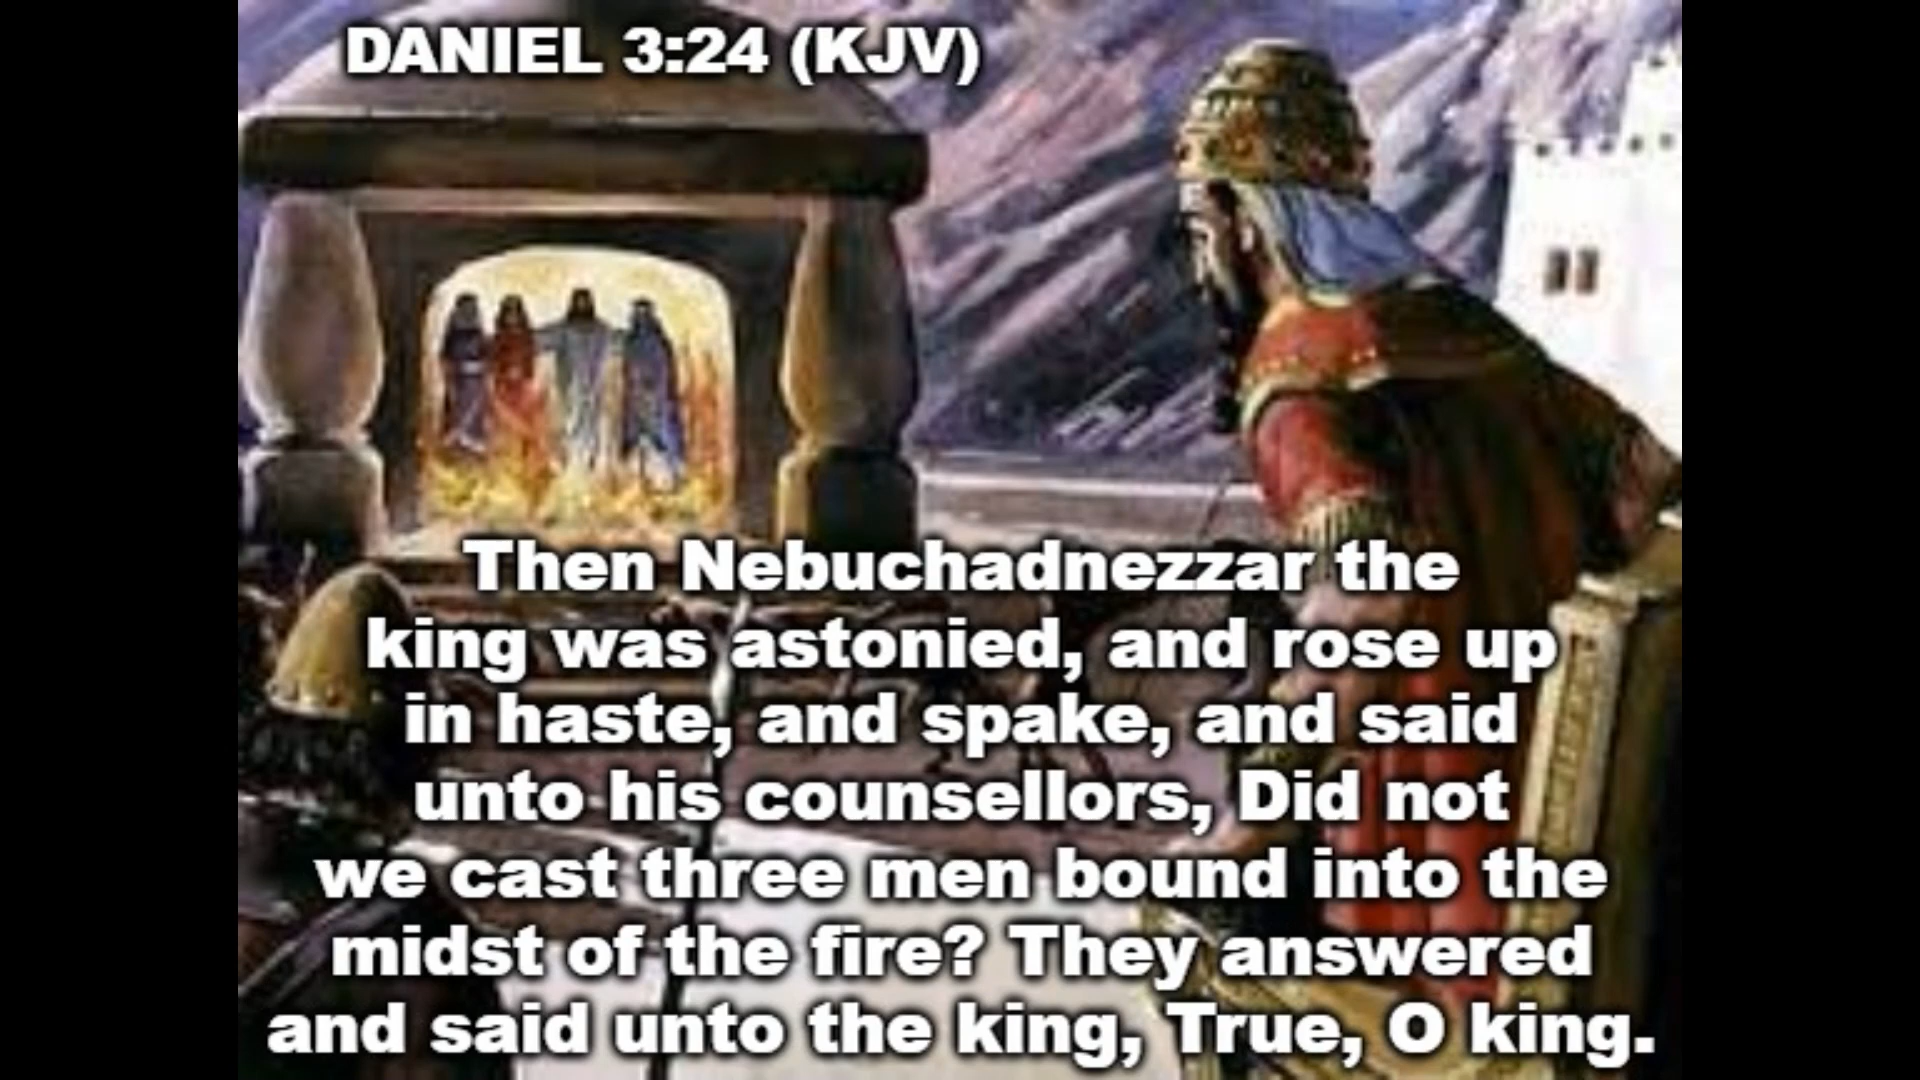 DANIEL 3:24 (KJV)
Then Nebuchadnezzar the
king was astonied, and rose up
in haste, and spake, and said
unto his counsellors, Did not
we cast three men bound into the
midst of the fire? They answered
and said unto the king, True, O king.